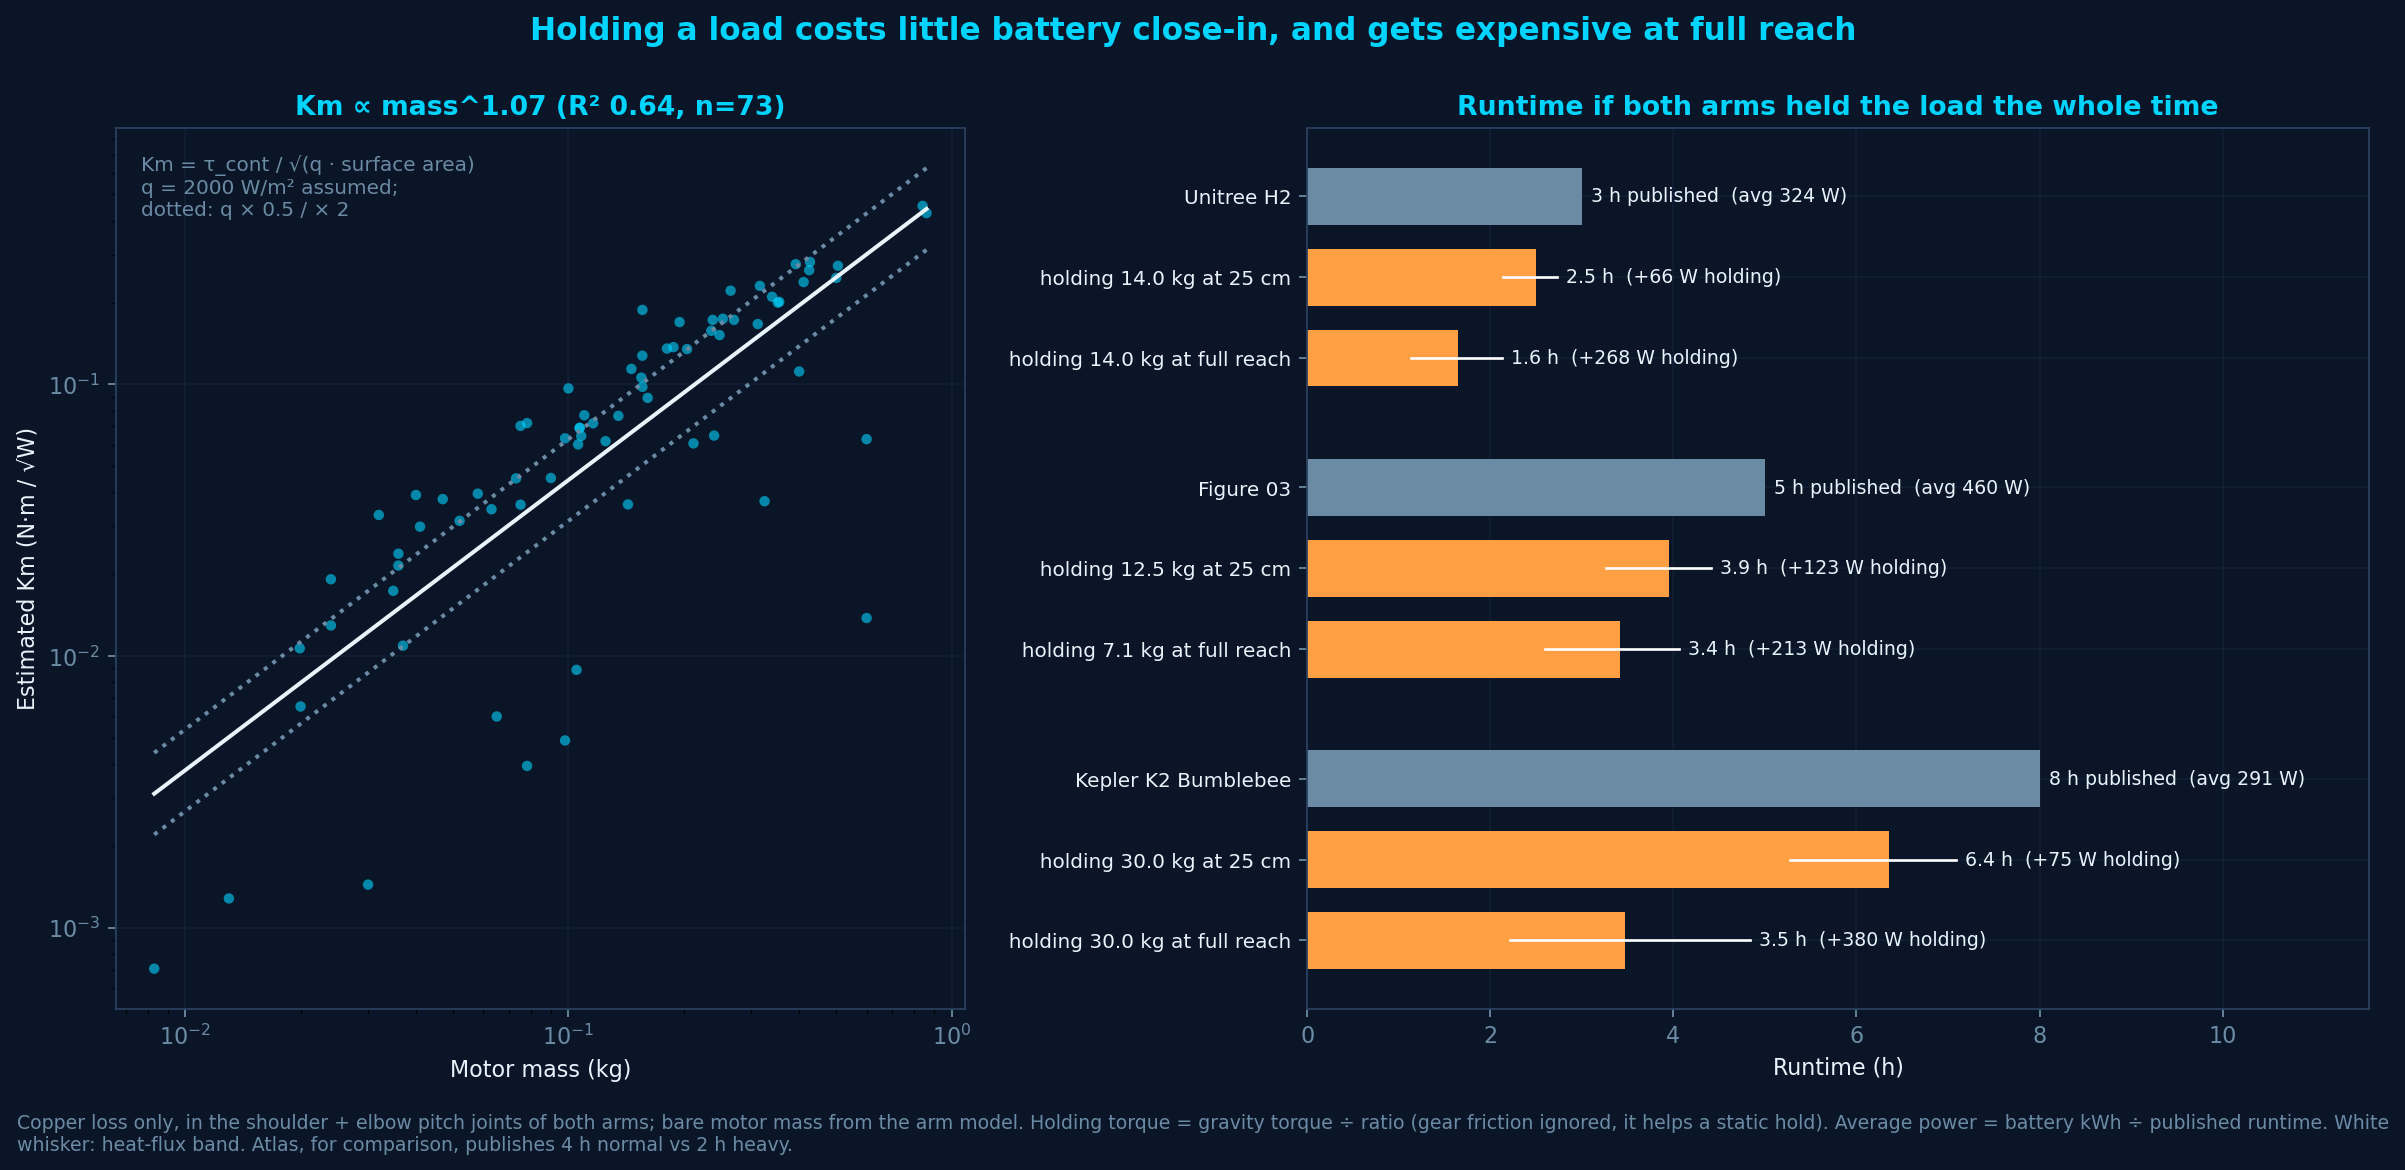 Holding a load costs little battery close-in, and gets expensive at full reach
Km ∝ mass^1.07 (R² 0.64, n=73)
Km = τ_cont / √(q · surface area)
q = 2000 W/m² assumed;
dotted: q × 0.5 / × 2
Estimated Km (N·m / √W)
10⁻¹
10⁻²
10⁻³
10⁻²
10⁻¹
10⁰
Motor mass (kg)
Runtime if both arms held the load the whole time
Unitree H2
3 h published (avg 324 W)
holding 14.0 kg at 25 cm
2.5 h (+66 W holding)
holding 14.0 kg at full reach
1.6 h (+268 W holding)
Figure 03
5 h published (avg 460 W)
holding 12.5 kg at 25 cm
3.9 h (+123 W holding)
holding 7.1 kg at full reach
3.4 h (+213 W holding)
Kepler K2 Bumblebee
8 h published (avg 291 W)
holding 30.0 kg at 25 cm
6.4 h (+75 W holding)
holding 30.0 kg at full reach
3.5 h (+380 W holding)
0
2
4
6
8
10
Runtime (h)
Copper loss only, in the shoulder + elbow pitch joints of both arms; bare motor mass from the arm model. Holding torque = gravity torque ÷ ratio (gear friction ignored, it helps a static hold). Average power = battery kWh ÷ published runtime. White
whisker: heat-flux band. Atlas, for comparison, publishes 4 h normal vs 2 h heavy.